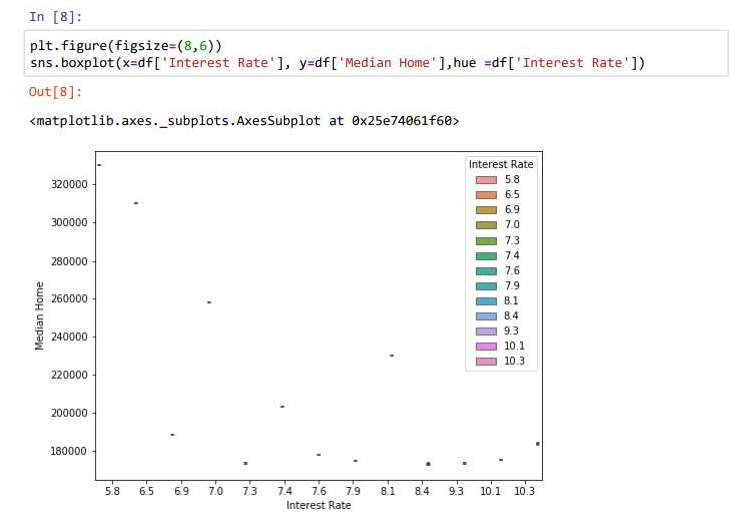 In [8]:
plt.figure(figsize=(8,6))
sns.boxplot(x=df['Interest Rate'], y=df['Median Home'],hue =df['Interest Rate'])
Out[8]:
<matplotlib.axes._subplots.AxesSubplot at 0x25e74061f60>
Interest Rate
5.8
6.5
6.9
7.0
7.3
7.4
7.6
7.9
8.1
8.4
9.3
10.1
10.3
320000
300000
280000
260000
240000
220000
200000
180000
Median Home
5.8 6.5 6.9 7.0 7.3 7.4 7.6 7.9 8.1 8.4 9.3 10.1 10.3
Interest Rate